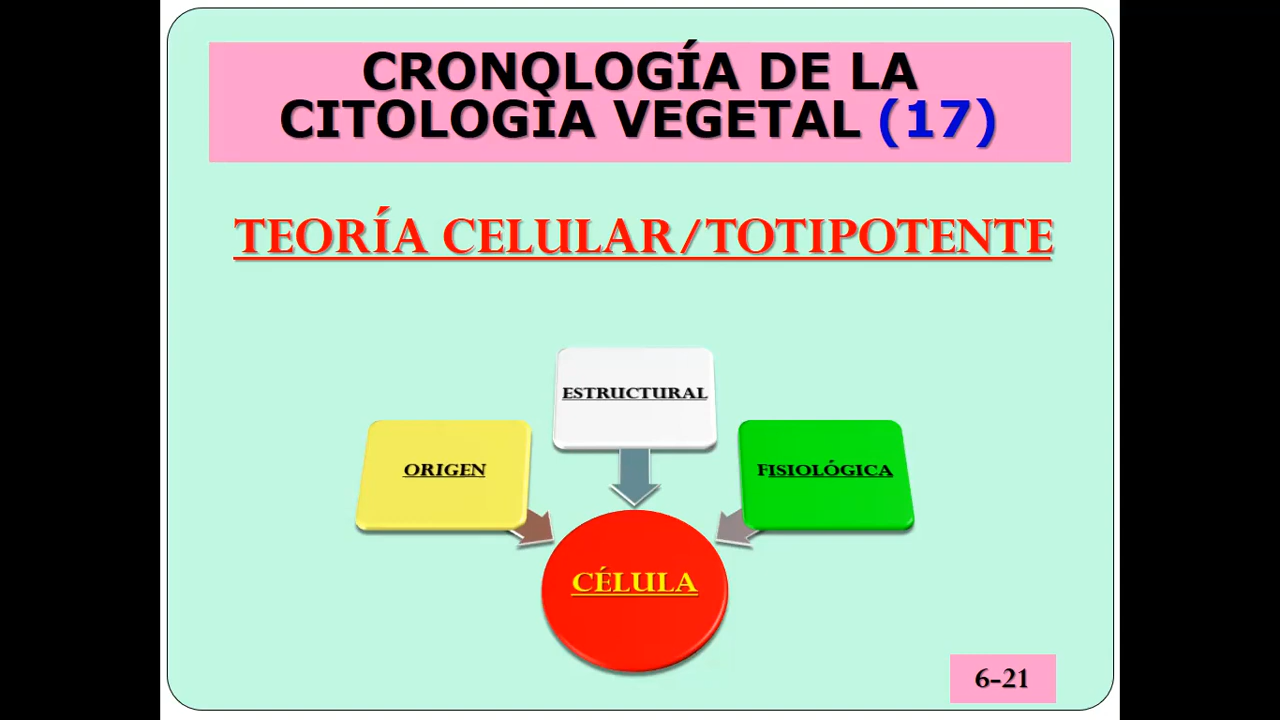 CRONOLOGÍA DE LA
CITOLOGÍA VEGETAL (17)
TEORÍA CELULAR/TOTIPOTENTE
ESTRUCTURAL
ORIGEN
FISIOLÓGICA
CÉLULA
6-21